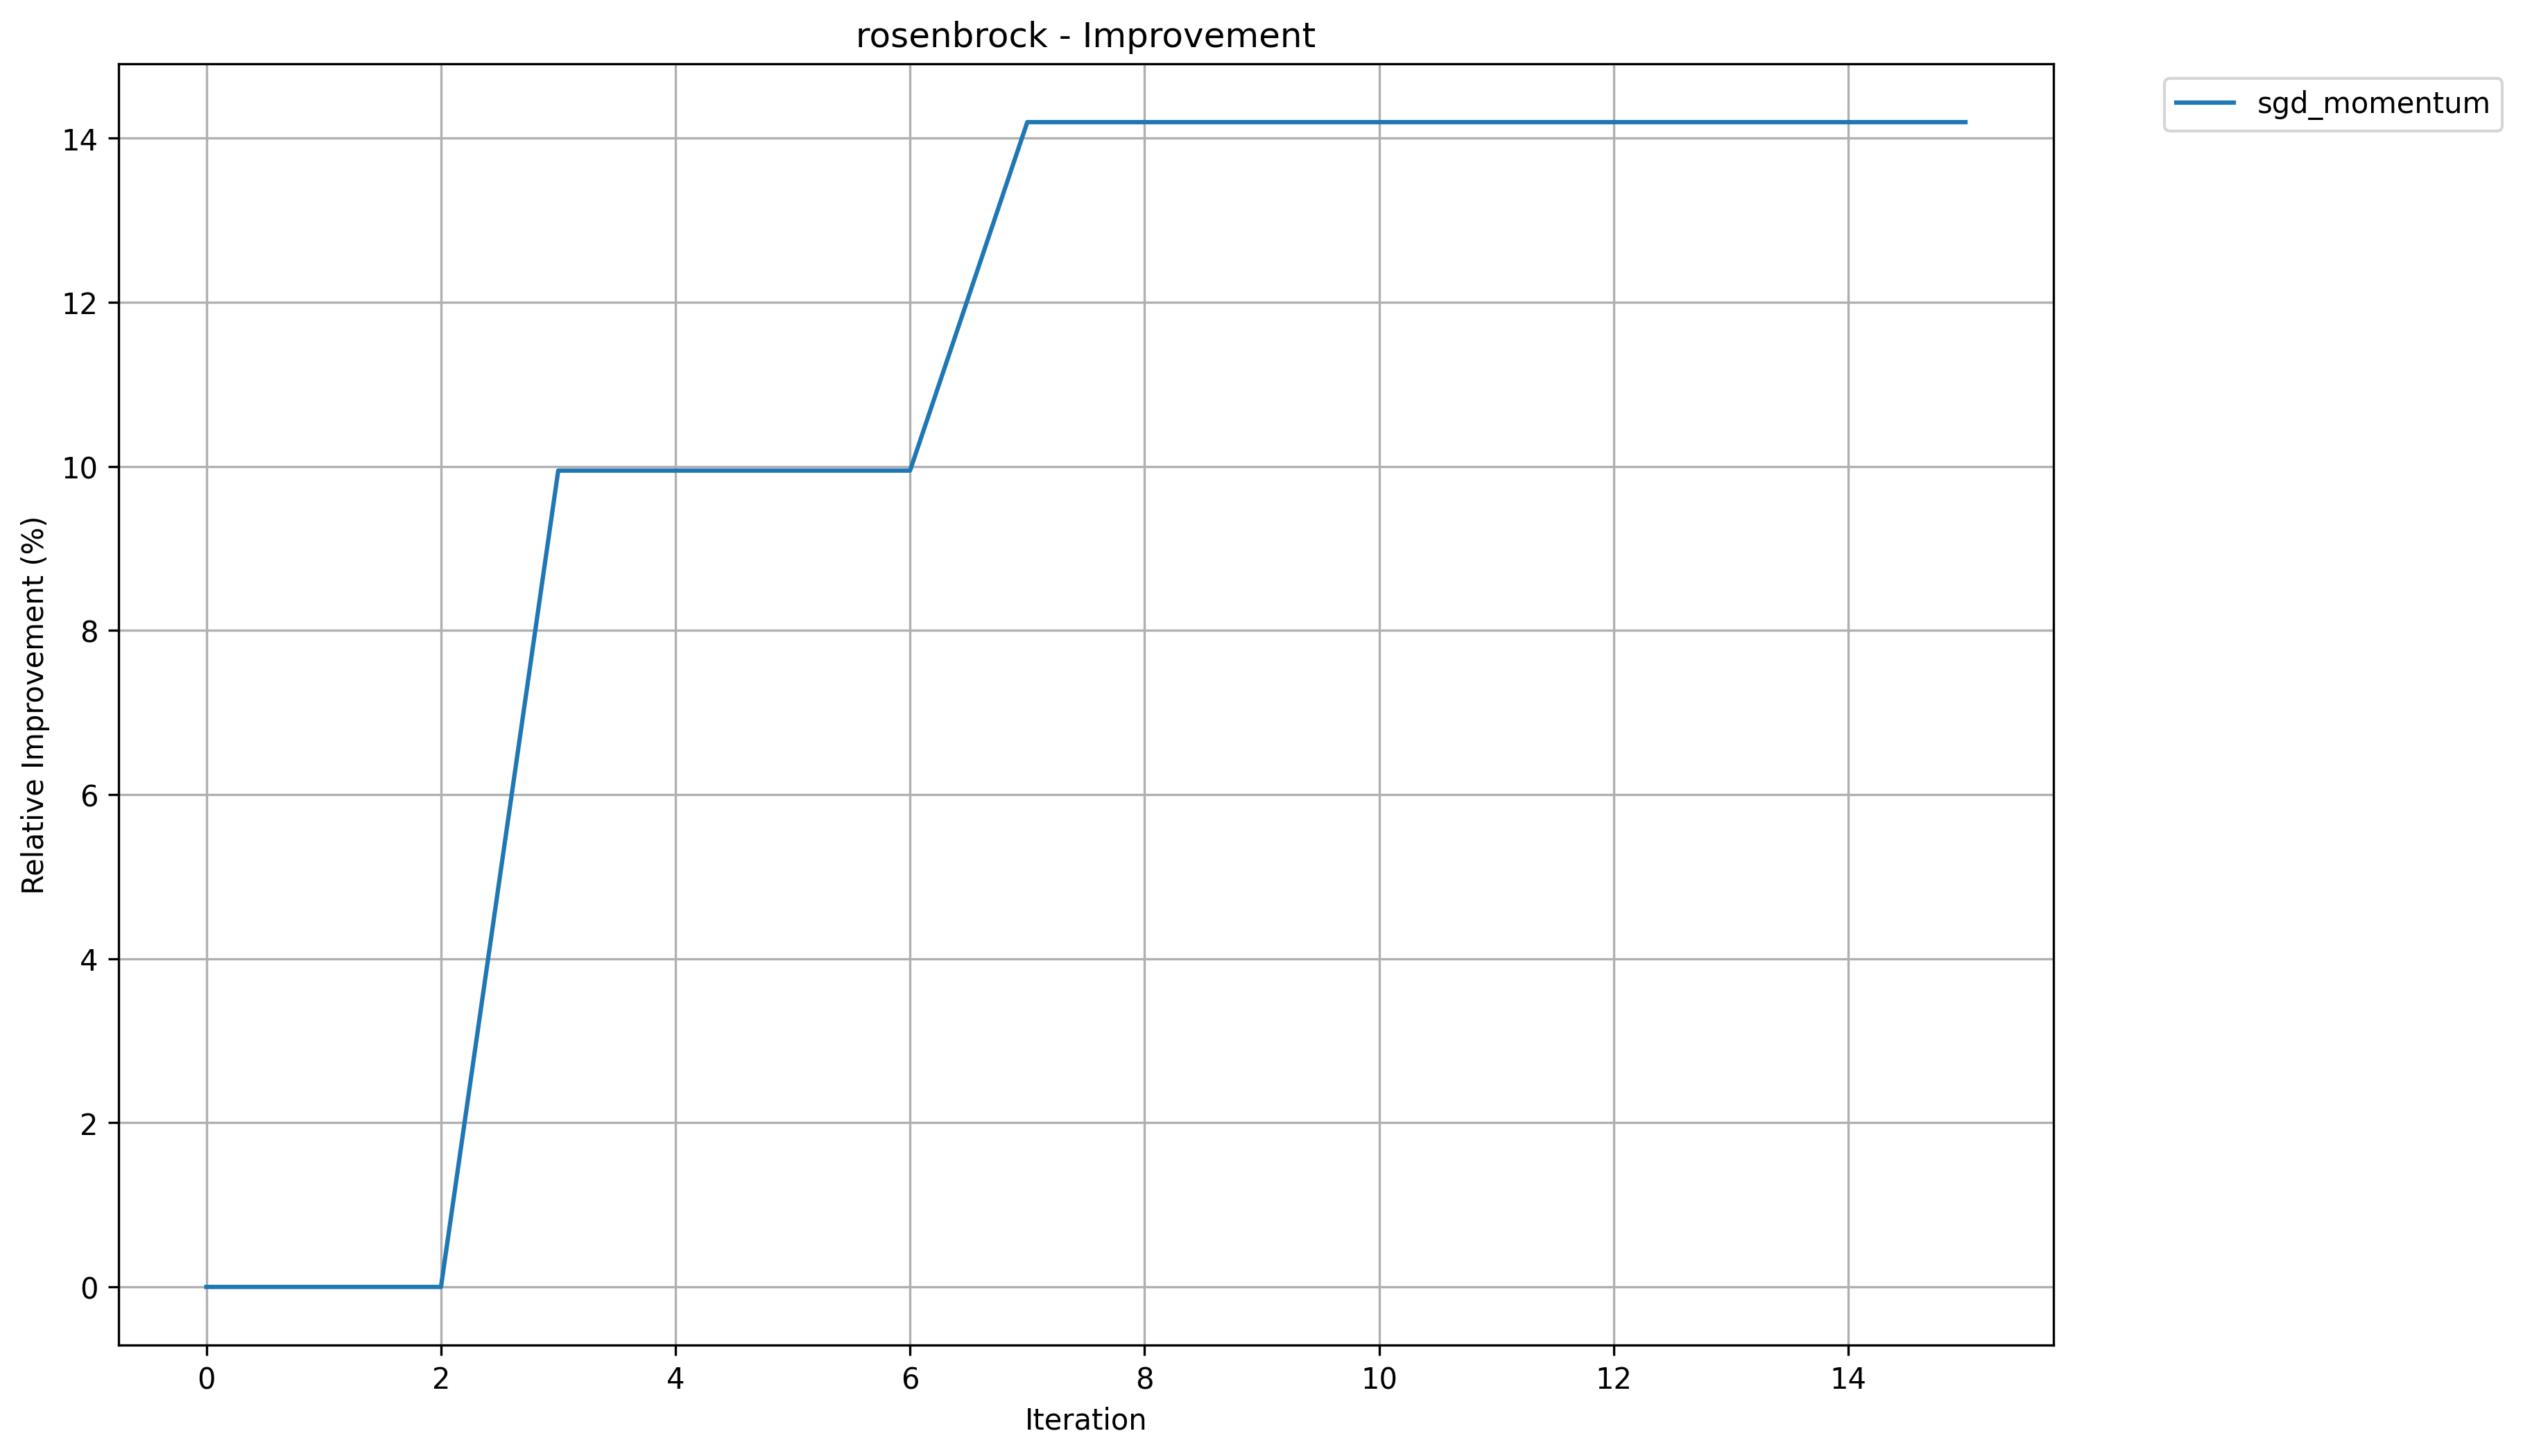 rosenbrock - Improvement
sgd_momentum
Relative Improvement (%)
14
12
10
8
6
4
2
0
0 2 4 6 8 10 12 14
Iteration